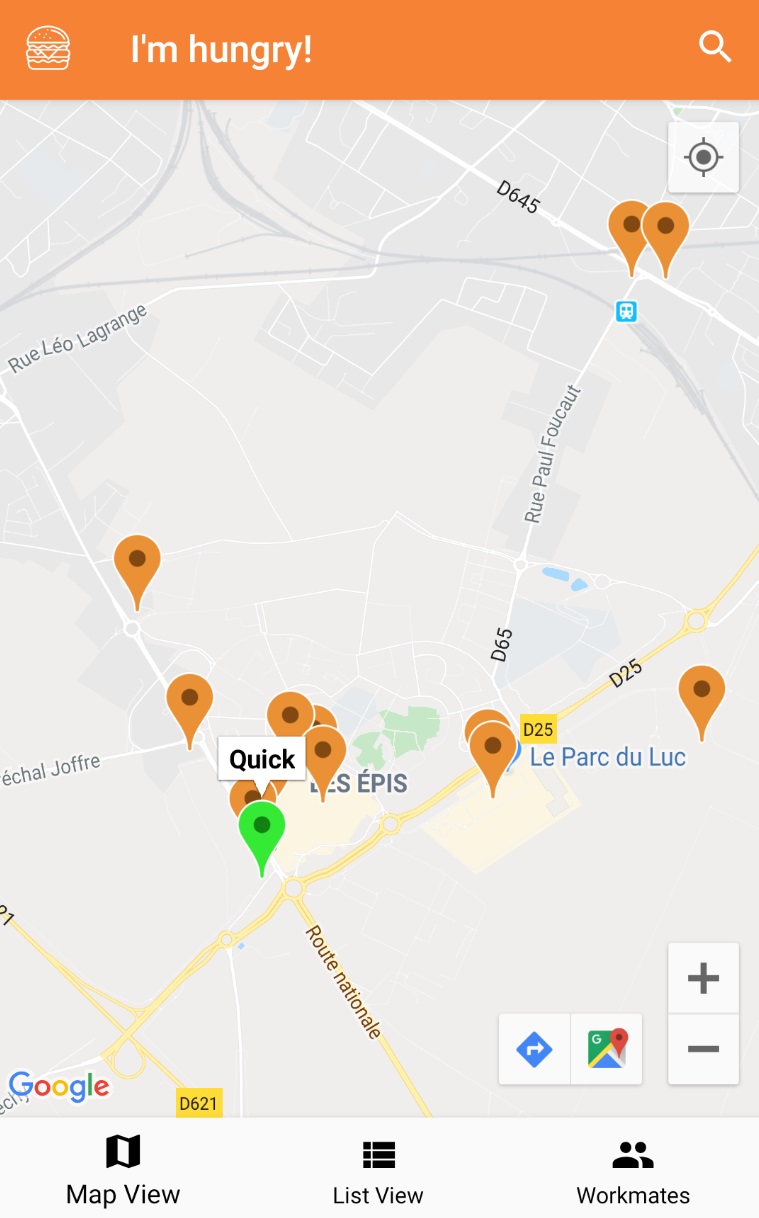 I'm hungry!
D645
Rue Léo Lagrange
Rue Paul Foucaut
D65
D25
D25
Le Parc du Luc
échal Joffre
Quick
LES ÉPIS
21
Route nationale
G
Google
D621
Map View
List View
Workmates